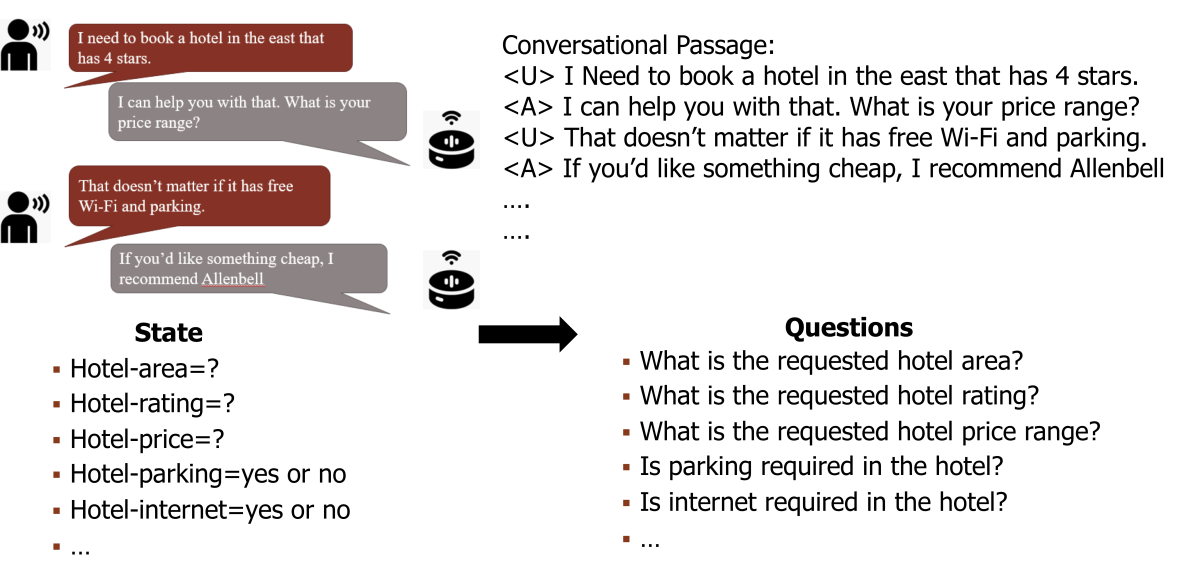 I need to book a hotel in the east that
has 4 stars.
I can help you with that. What is your
price range?
That doesn’t matter if it has free
Wi-Fi and parking.
If you’d like something cheap, I
recommend Allenbell
Conversational Passage:
<U> I Need to book a hotel in the east that has 4 stars.
<A> I can help you with that. What is your price range?
<U> That doesn’t matter if it has free Wi-Fi and parking.
<A> If you’d like something cheap, I recommend Allenbell
….
….
State
▪ Hotel-area=?
▪ Hotel-rating=?
▪ Hotel-price=?
▪ Hotel-parking=yes or no
▪ Hotel-internet=yes or no
▪ …
Questions
▪ What is the requested hotel area?
▪ What is the requested hotel rating?
▪ What is the requested hotel price range?
▪ Is parking required in the hotel?
▪ Is internet required in the hotel?
▪ …